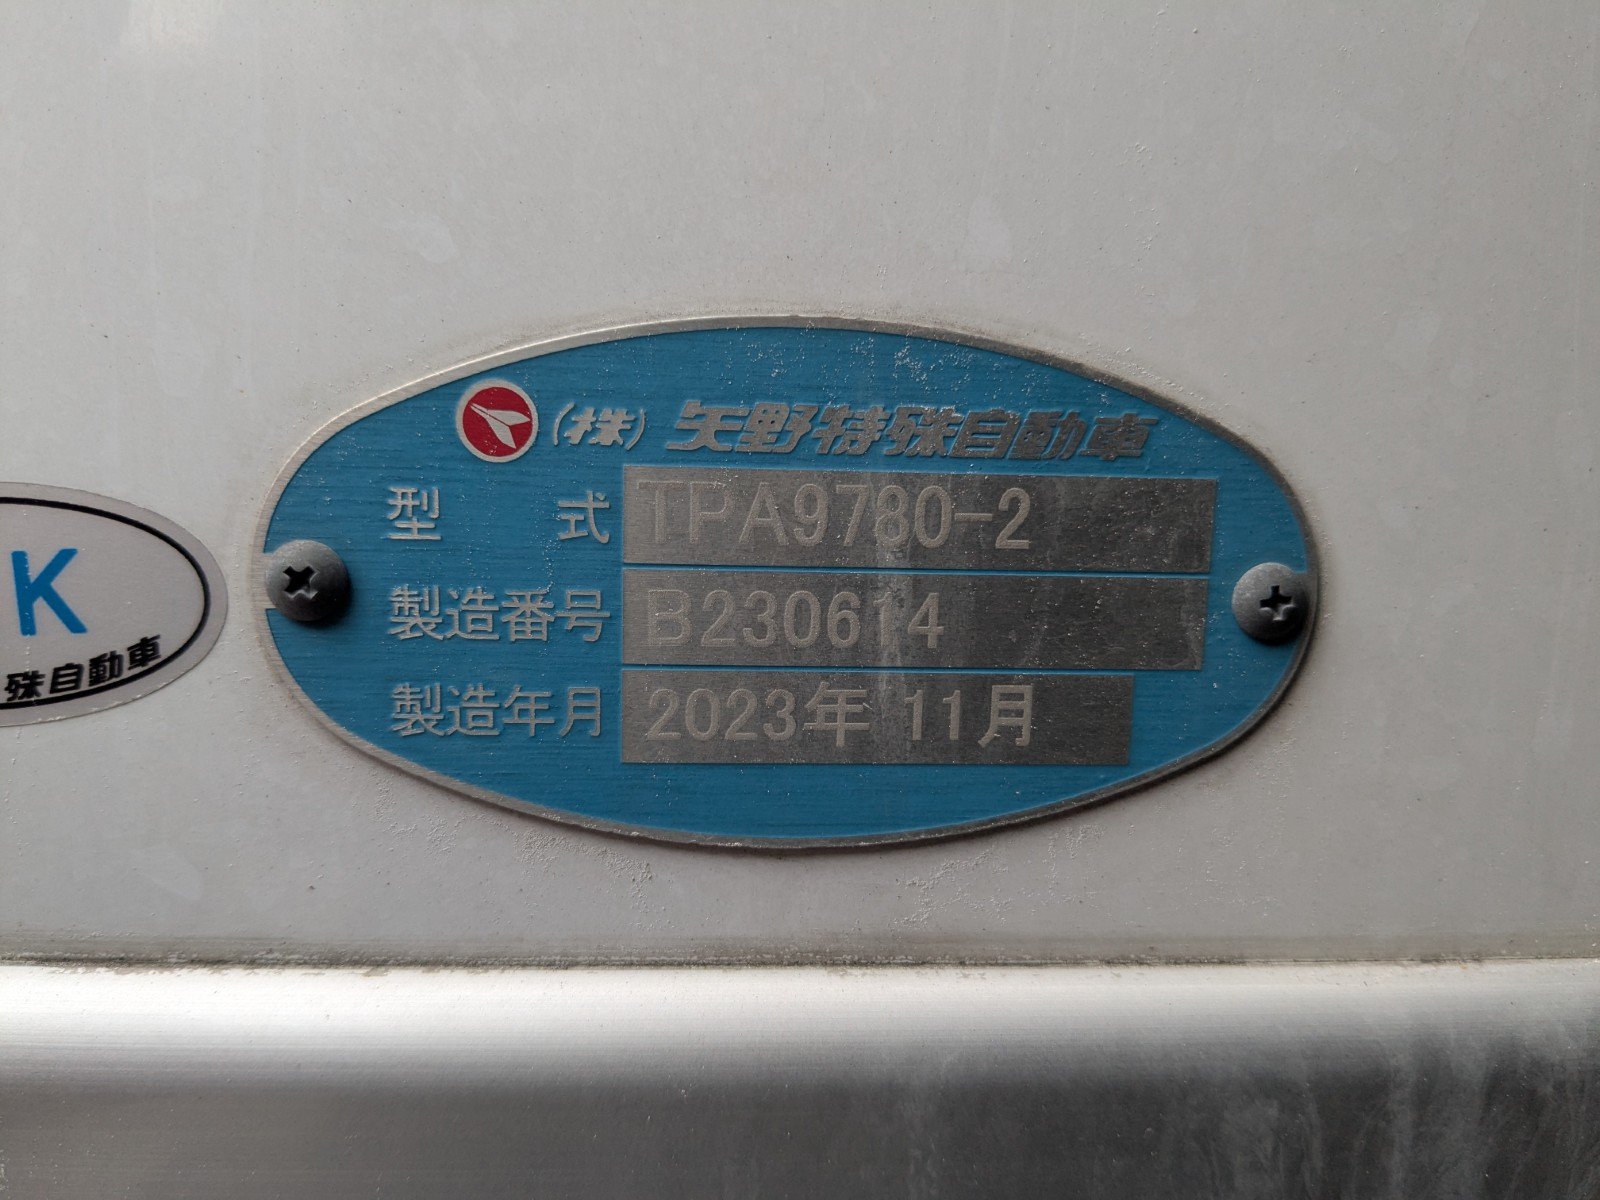 (株) 矢野特殊自動車
型 式 TPA9780-2
製造番号 B230614
製造年月 2023年 11月
K
殊自動車